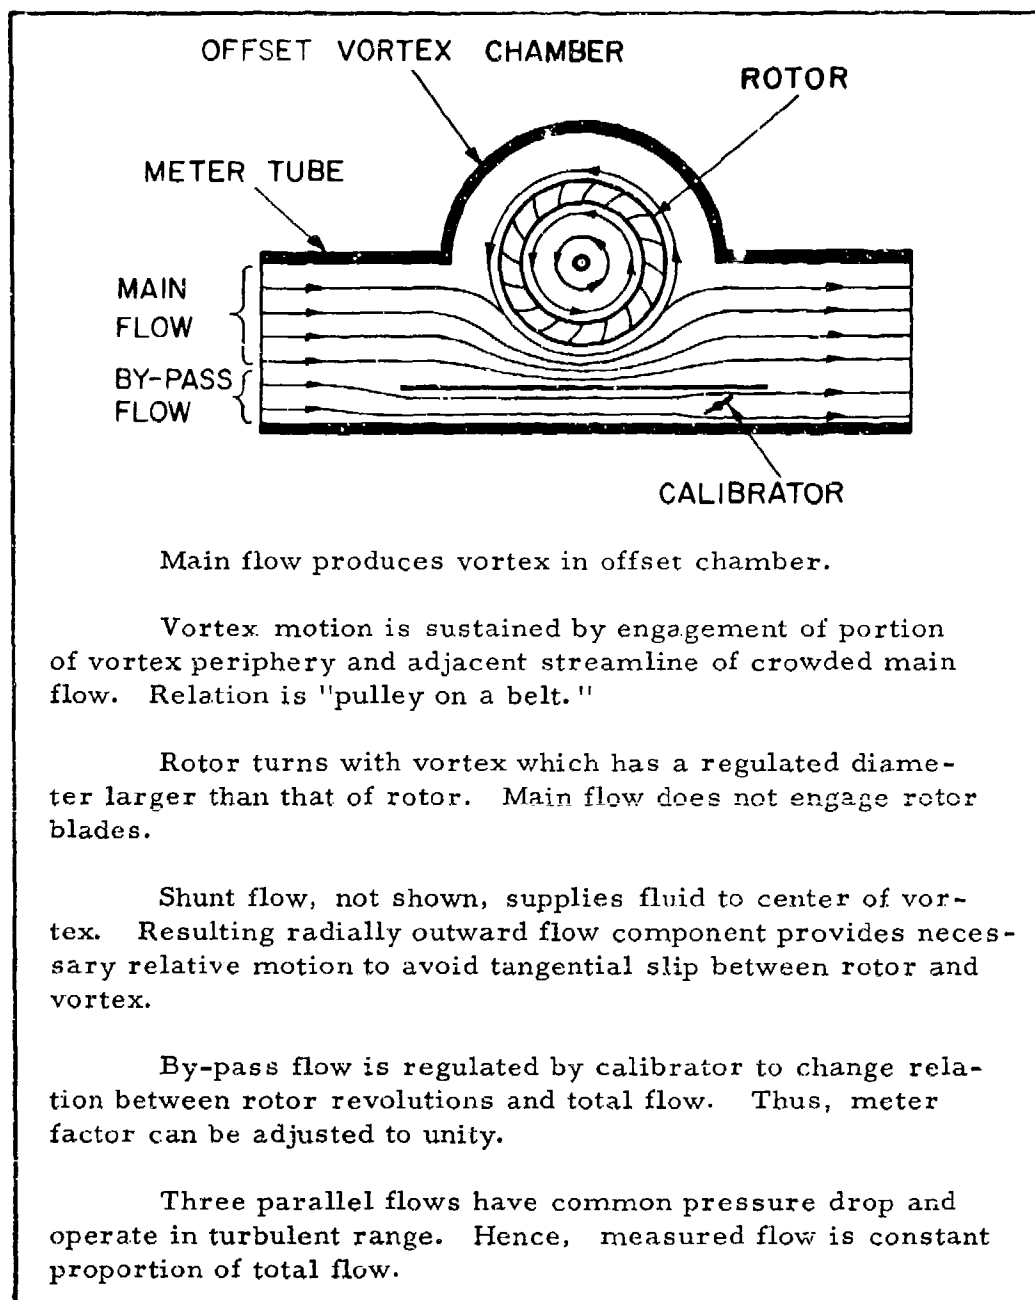 OFFSET VORTEX CHAMBER
ROTOR
METER TUBE
MAIN
FLOW
BY-PASS
FLOW
CALIBRATOR
Main flow produces vortex in offset chamber.
Vortex motion is sustained by engagement of portion
of vortex periphery and adjacent streamline of crowded main
flow. Relation is "pulley on a belt."
Rotor turns with vortex which has a regulated diame-
ter larger than that of rotor. Main flow does not engage rotor
blades.
Shunt flow, not shown, supplies fluid to center of vor-
tex. Resulting radially outward flow component provides neces-
sary relative motion to avoid tangential slip between rotor and
vortex.
By-pass flow is regulated by calibrator to change rela-
tion between rotor revolutions and total flow. Thus, meter
factor can be adjusted to unity.
Three parallel flows have common pressure drop and
operate in turbulent range. Hence, measured flow is constant
proportion of total flow.